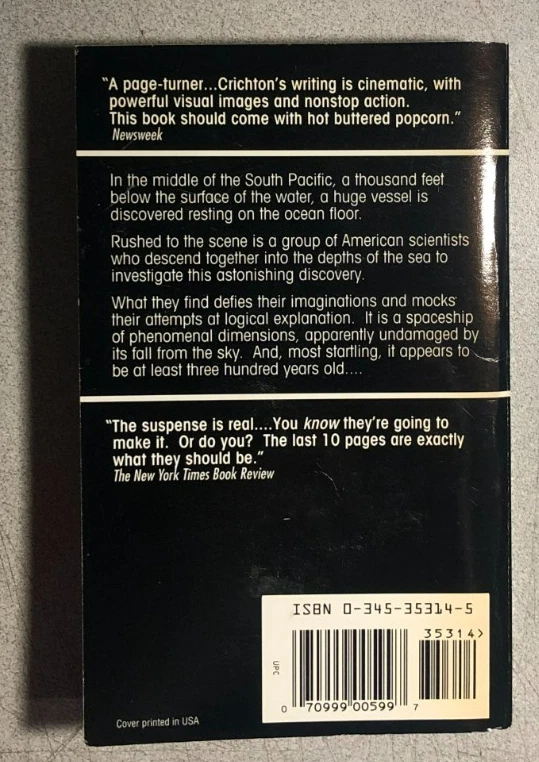 “A page-turner...Crichton’s writing is cinematic, with
powerful visual images and nonstop action.
This book should come with hot buttered popcorn.”
Newsweek
In the middle of the South Pacific, a thousand feet
below the surface of the water, a huge vessel is
discovered resting on the ocean floor.
Rushed to the scene is a group of American scientists
who descend together into the depths of the sea to
investigate this astonishing discovery.
What they find defies their imaginations and mocks
their attempts at logical explanation. It is a spaceship
of phenomenal dimensions, apparently undamaged by
its fall from the sky. And, most startling, it appears to
be at least three hundred years old....
“The suspense is real....You know they’re going to
make it. Or do you? The last 10 pages are exactly
what they should be.”
The New York Times Book Review
ISBN 0-345-35314-5
35314>
UPC
0 70999 00599 7
Cover printed in USA